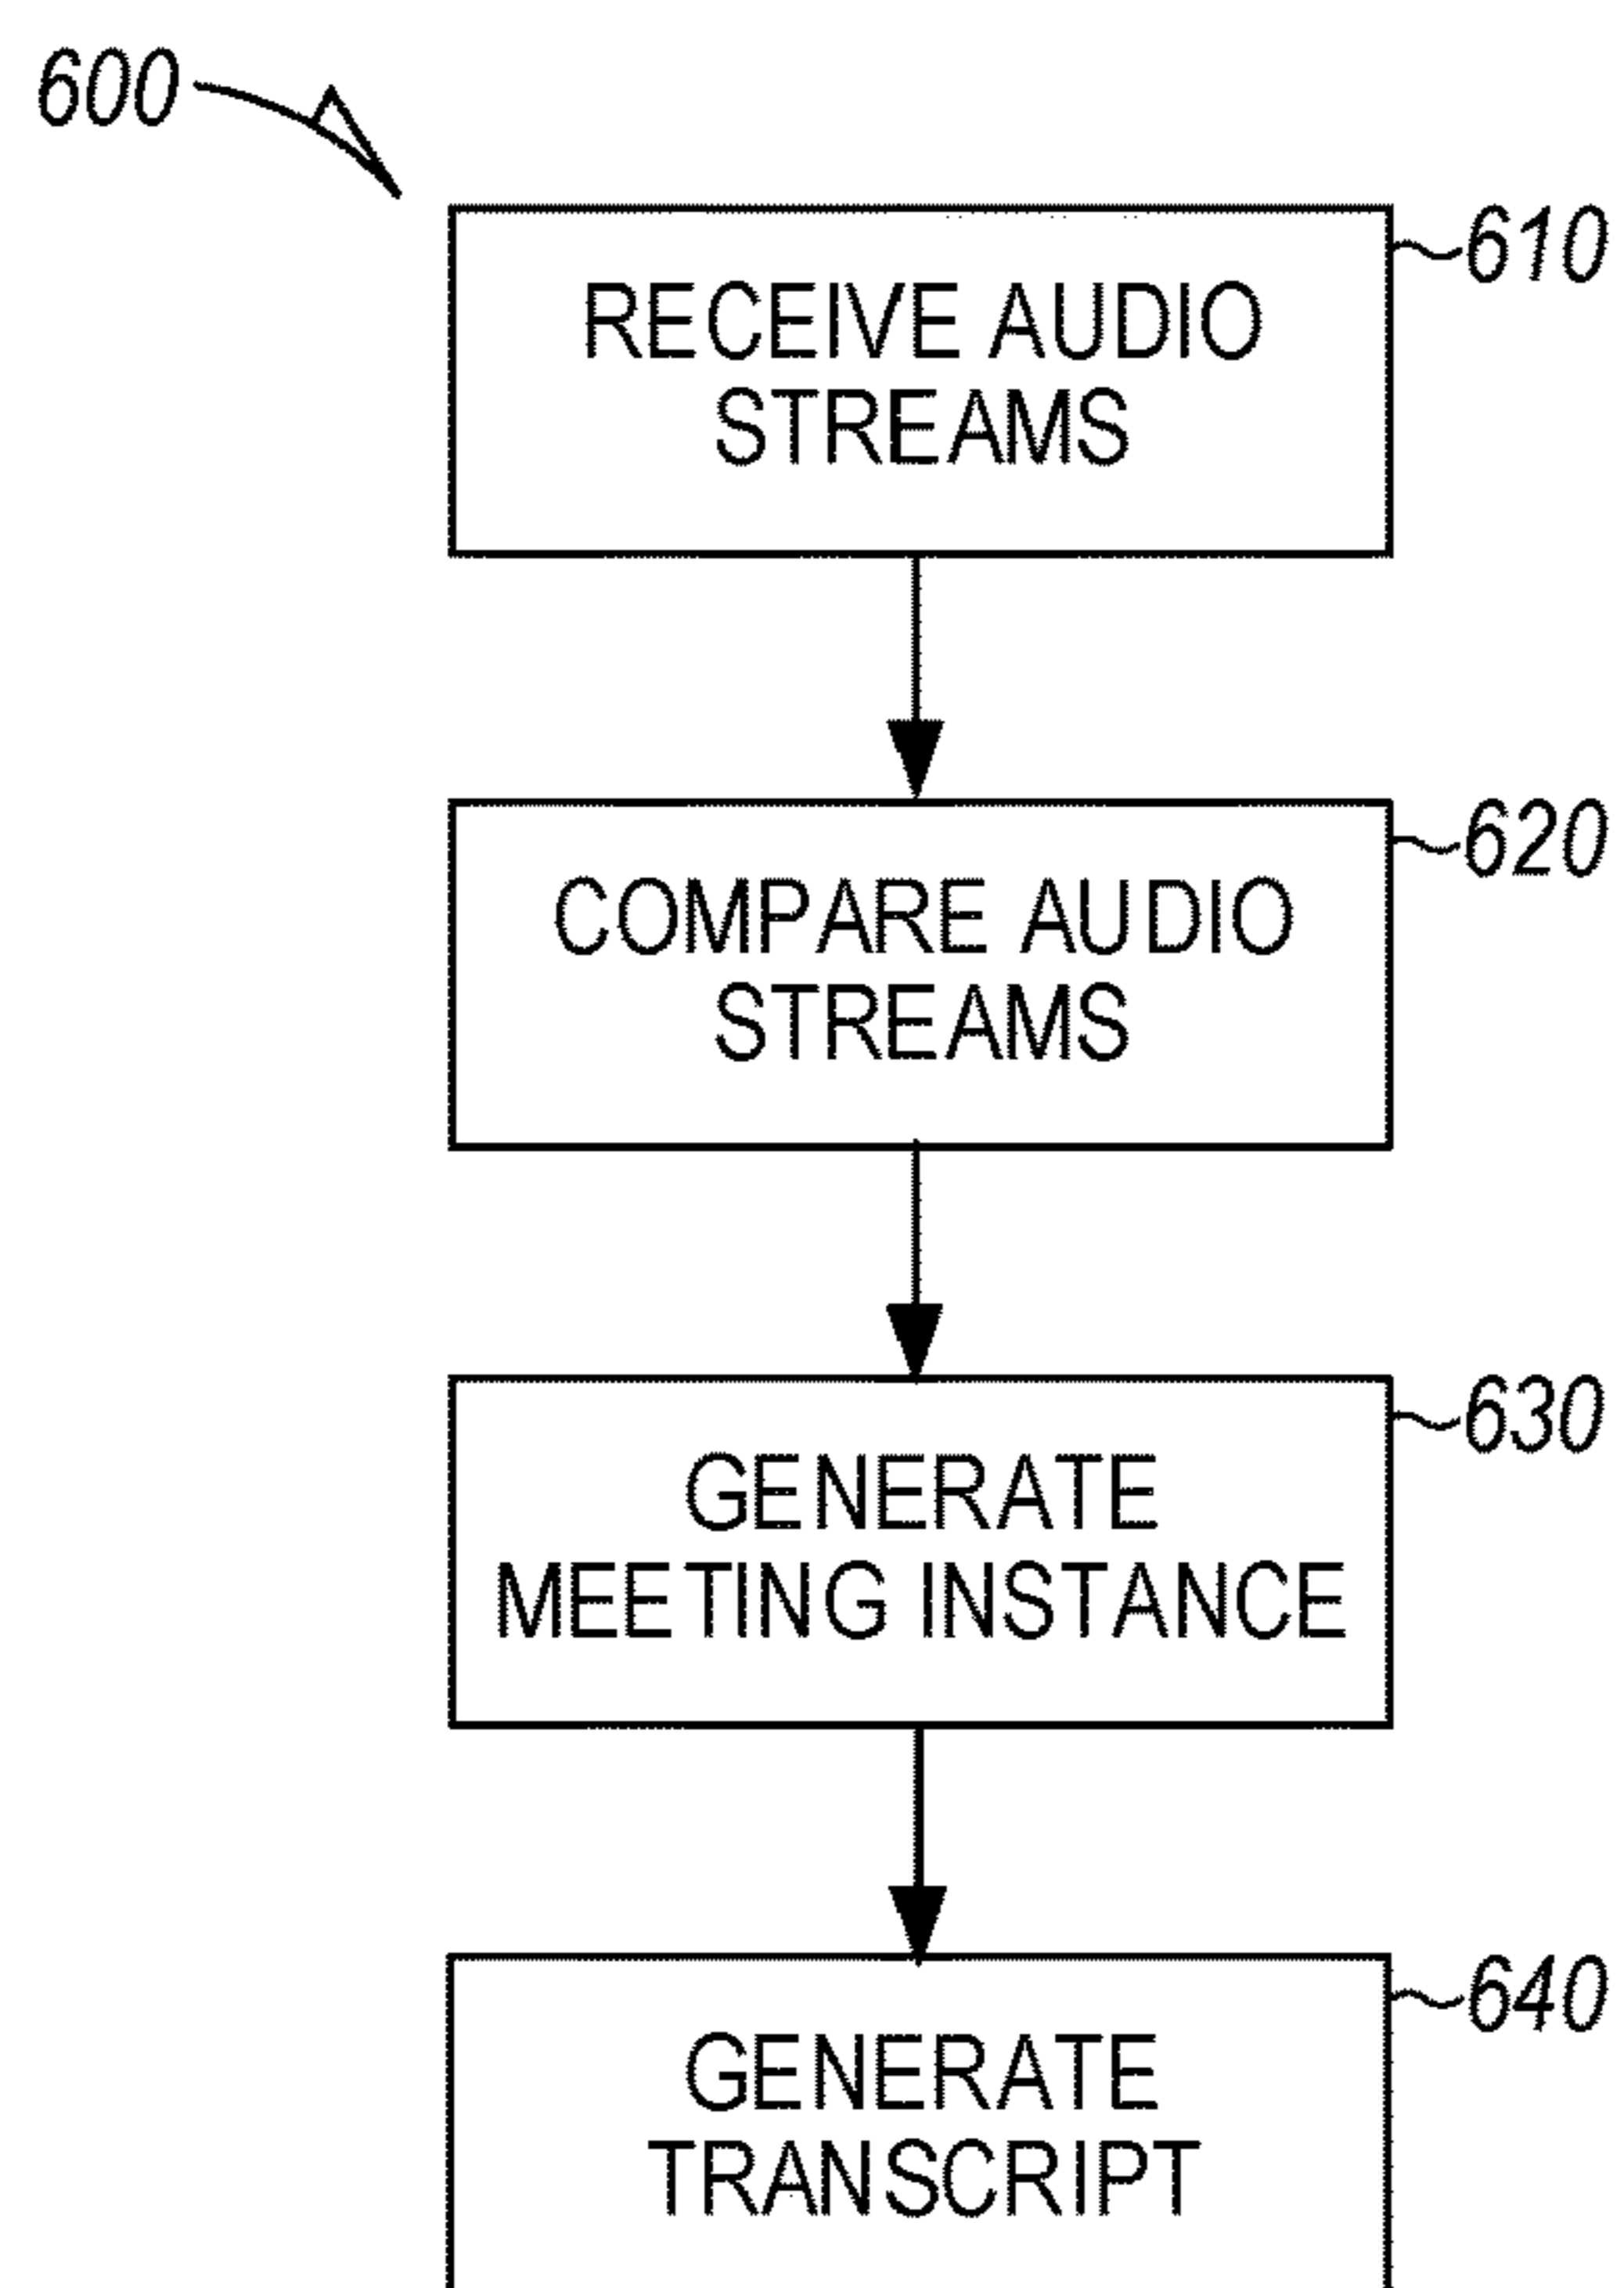 600
610
RECEIVE AUDIO
STREAMS
620
COMPARE AUDIO
STREAMS
630
GENERATE
MEETING INSTANCE
640
GENERATE
TRANSCRIPT